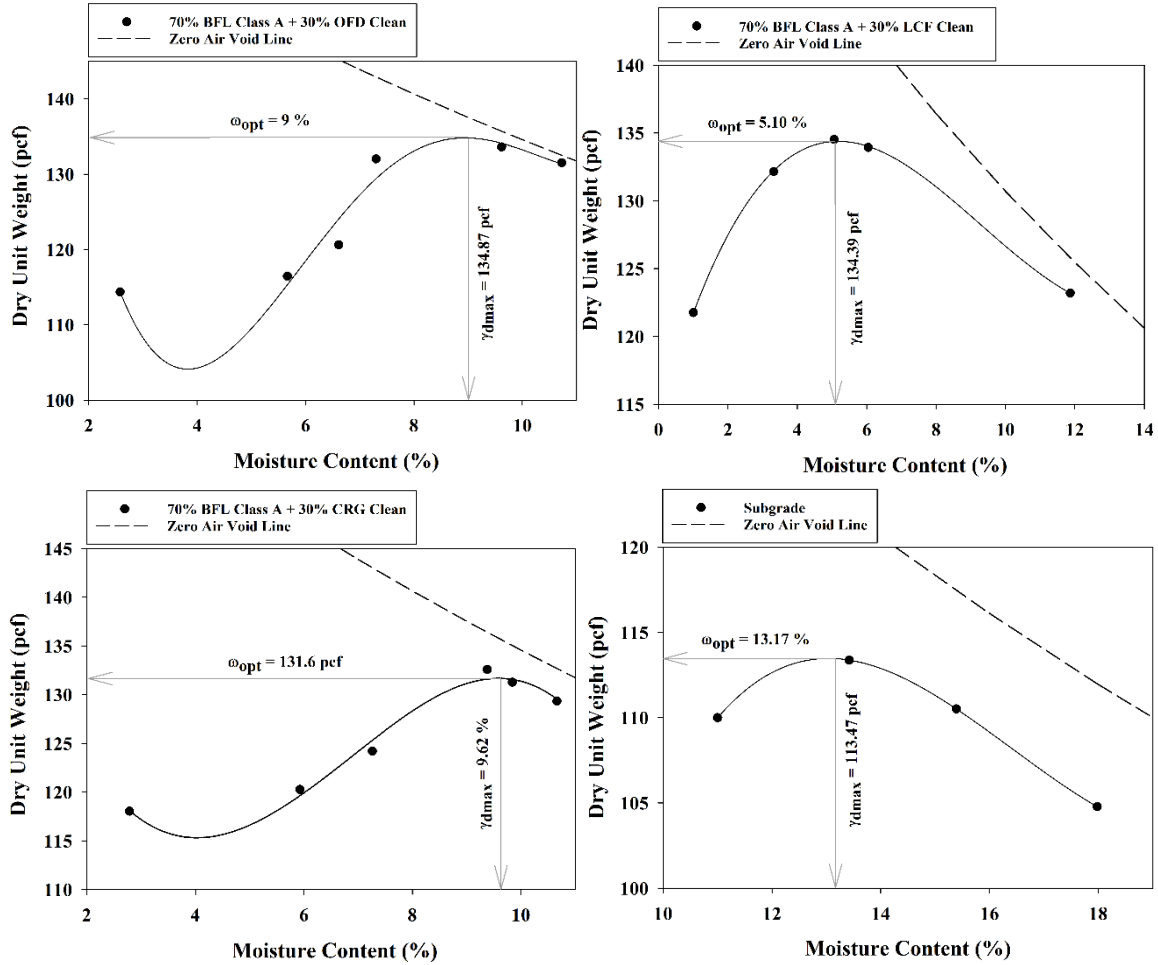 70% BFL Class A + 30% OFD Clean
Zero Air Void Line
Dry Unit Weight (pcf)
140
130
120
110
100
ωopt = 9 %
γdmax = 134.87 pcf
2 4 6 8 10
Moisture Content (%)
70% BFL Class A + 30% LCF Clean
Zero Air Void Line
Dry Unit Weight (pcf)
140
135
130
125
120
115
ωopt = 5.10 %
γdmax = 134.39 pcf
0 2 4 6 8 10 12 14
Moisture Content (%)
70% BFL Class A + 30% CRG Clean
Zero Air Void Line
Dry Unit Weight (pcf)
145
140
135
130
125
120
115
110
ωopt = 131.6 pcf
γdmax = 9.62 %
2 4 6 8 10
Moisture Content (%)
Subgrade
Zero Air Void Line
Dry Unit Weight (pcf)
120
115
110
105
100
ωopt = 13.17 %
γdmax = 113.47 pcf
10 12 14 16 18
Moisture Content (%)